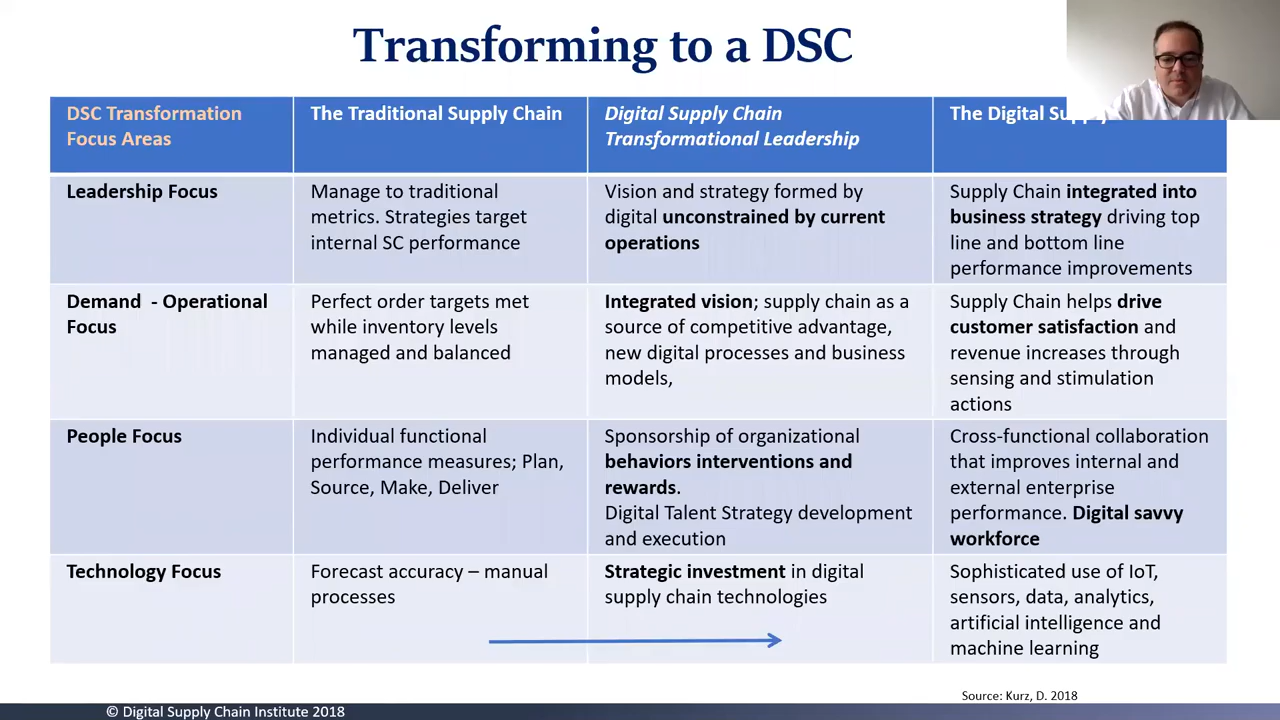 Transforming to a DSC
DSC Transformation
Focus Areas
The Traditional Supply Chain
Digital Supply Chain
Transformational Leadership
The Digital
Leadership Focus
Manage to traditional
metrics. Strategies target
internal SC performance
Vision and strategy formed by
digital unconstrained by current
operations
Supply Chain integrated into
business strategy driving top
line and bottom line
performance improvements
Demand - Operational
Focus
Perfect order targets met
while inventory levels
managed and balanced
Integrated vision; supply chain as a
source of competitive advantage,
new digital processes and business
models,
Supply Chain helps drive
customer satisfaction and
revenue increases through
sensing and stimulation
actions
People Focus
Individual functional
performance measures; Plan,
Source, Make, Deliver
Sponsorship of organizational
behaviors interventions and
rewards.
Digital Talent Strategy development
and execution
Cross-functional collaboration
that improves internal and
external enterprise
performance. Digital savvy
workforce
Technology Focus
Forecast accuracy – manual
processes
Strategic investment in digital
supply chain technologies
Sophisticated use of IoT,
sensors, data, analytics,
artificial intelligence and
machine learning
Source: Kurz, D. 2018
© Digital Supply Chain Institute 2018